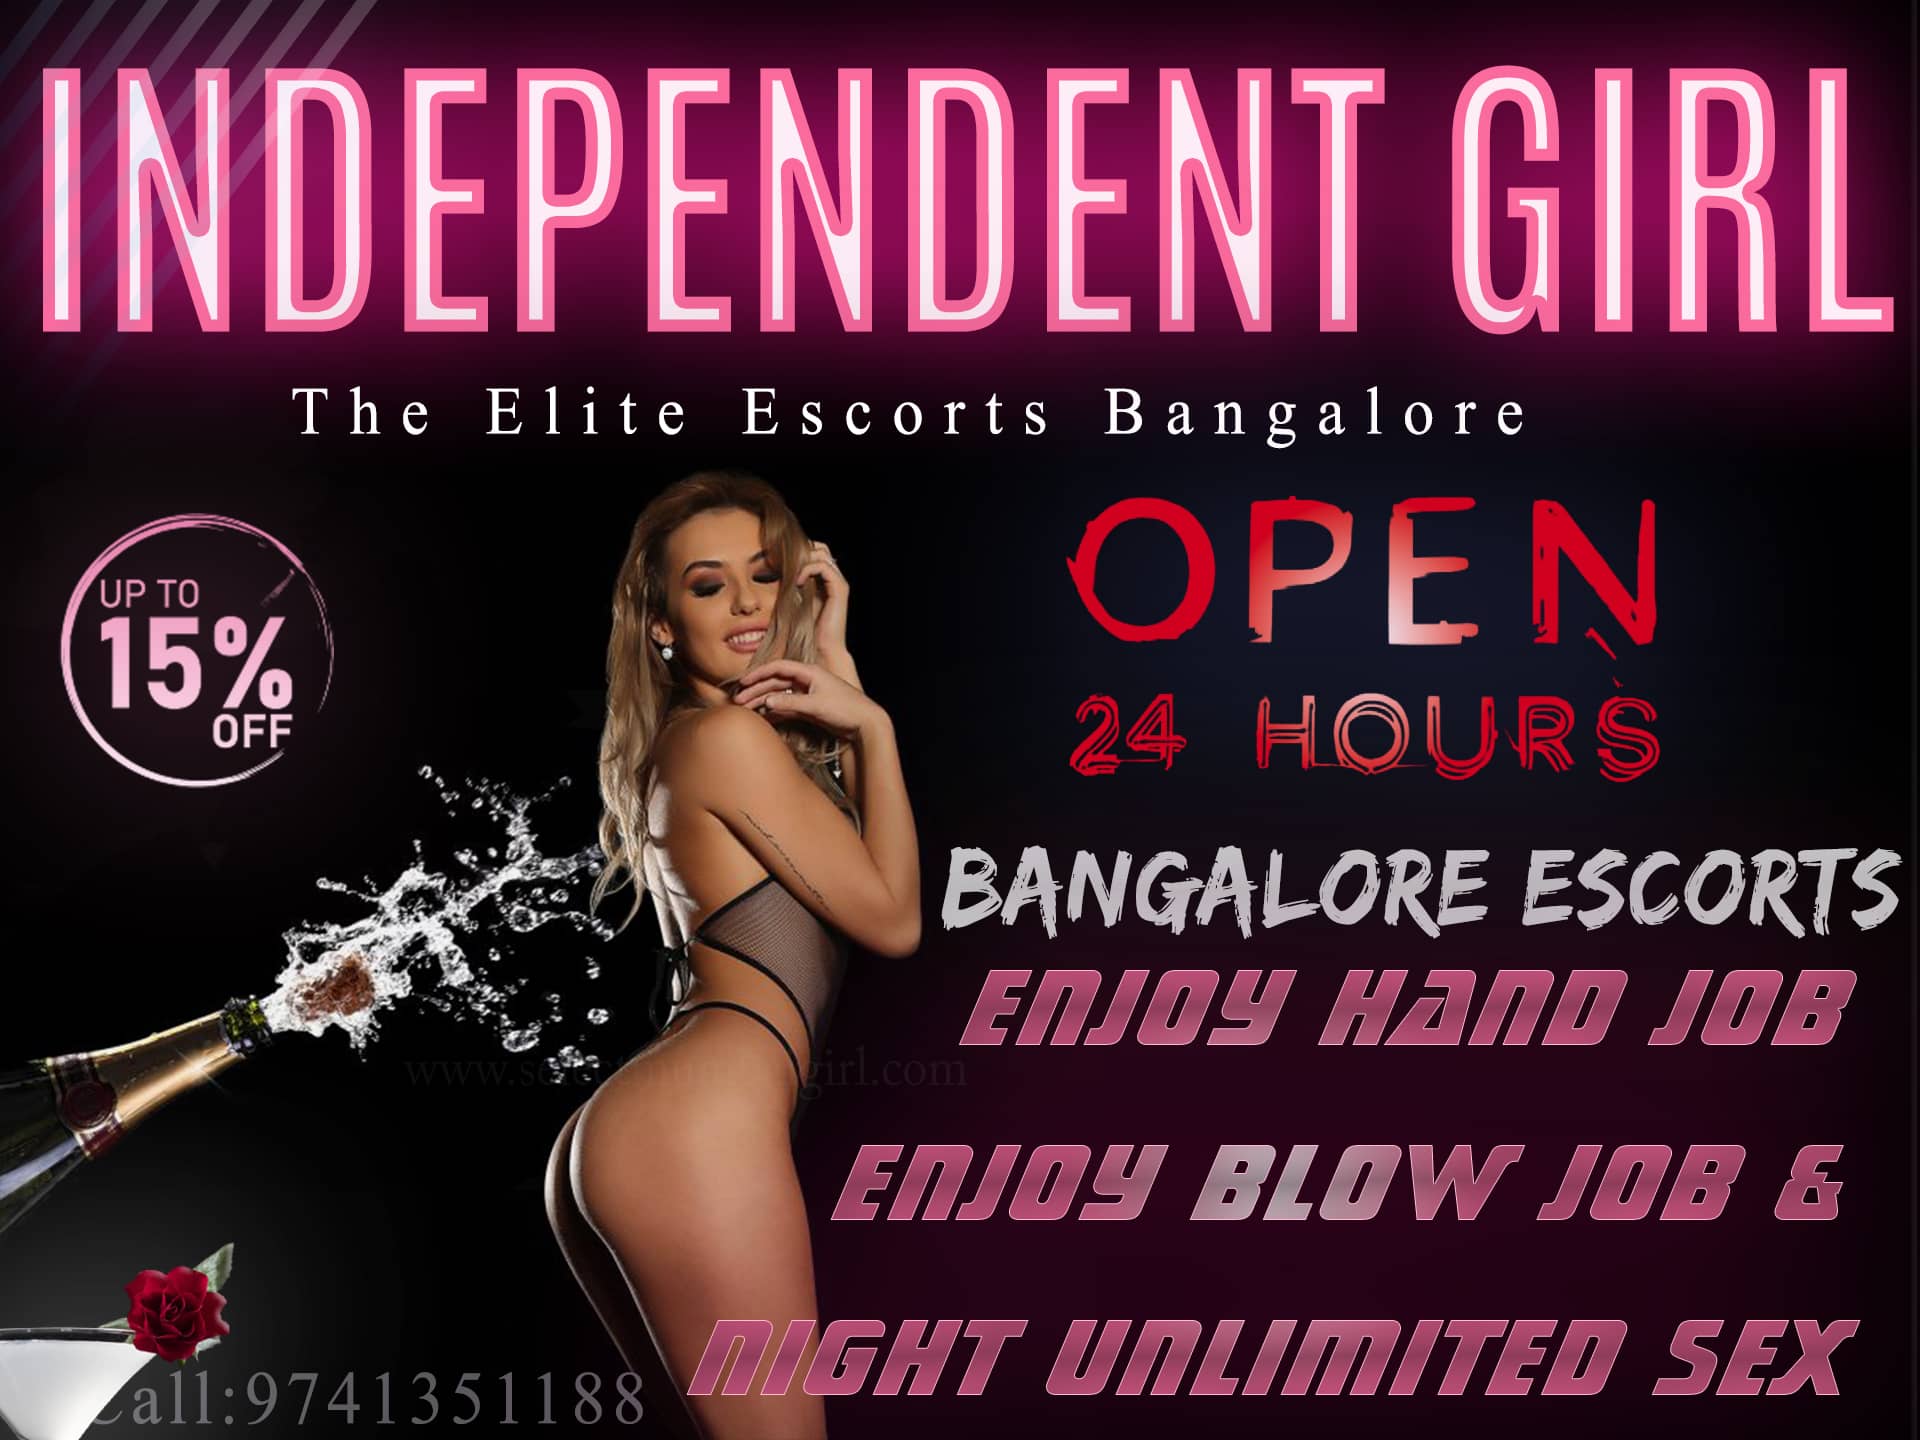 INDEPENDENT GIRL
The Elite Escorts Bangalore
UP TO
15%
OFF
OPEN
24 HOURS
BANGALORE ESCORTS
ENJOY HAND JOB
ENJOY BLOW JOB &
NIGHT UNLIMITED SEX
Call:9741351188